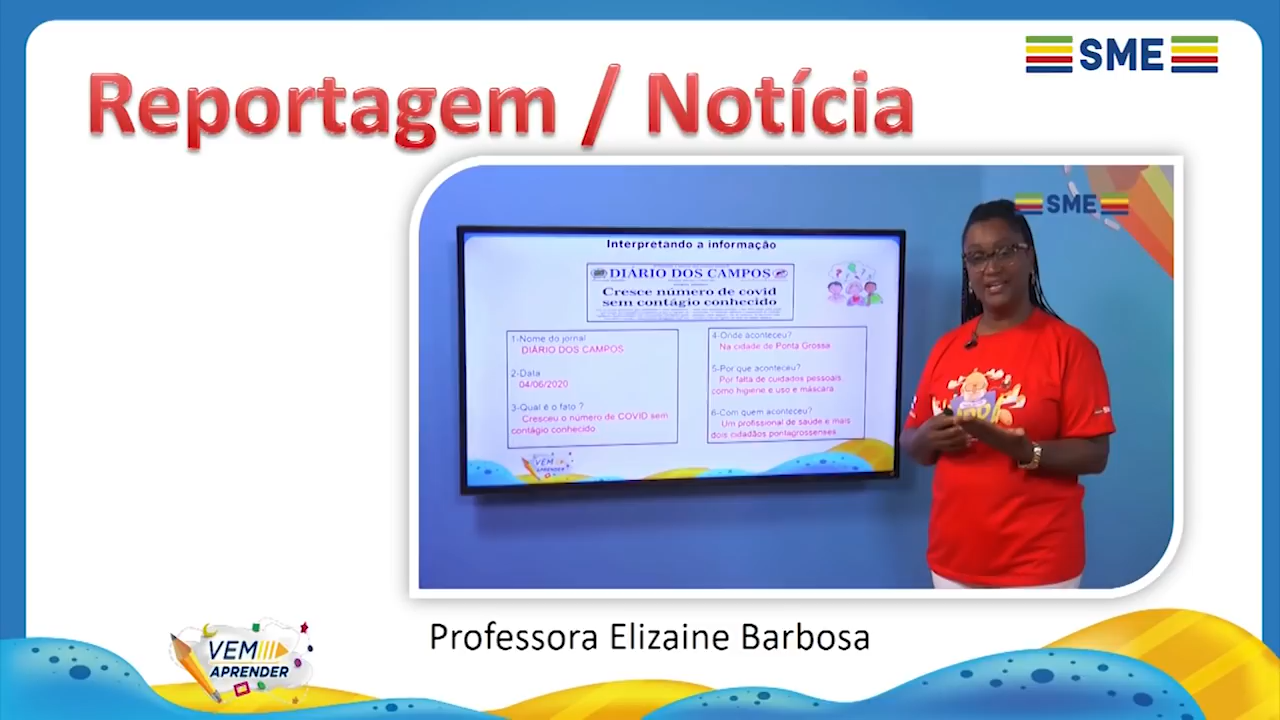 SME
Reportagem / Notícia
SME
Interpretando a informação
DIÁRIO DOS CAMPOS
Cresce número de covid
sem contágio conhecido
1-Nome do jornal
DIÁRIO DOS CAMPOS
2-Data
04/06/2020
3-Qual é o fato ?
Cresceu o número de COVID sem
contágio conhecido
4-Onde aconteceu?
Na cidade de Ponta Grossa
5-Por que aconteceu?
Por falta de cuidados pessoais
como higiene e uso e máscara
6-Com quem aconteceu?
Um profissional de saúde e mais
dois cidadãos pontagrossenses
VEM
APRENDER
Professora Elizaine Barbosa
VEM
APRENDER